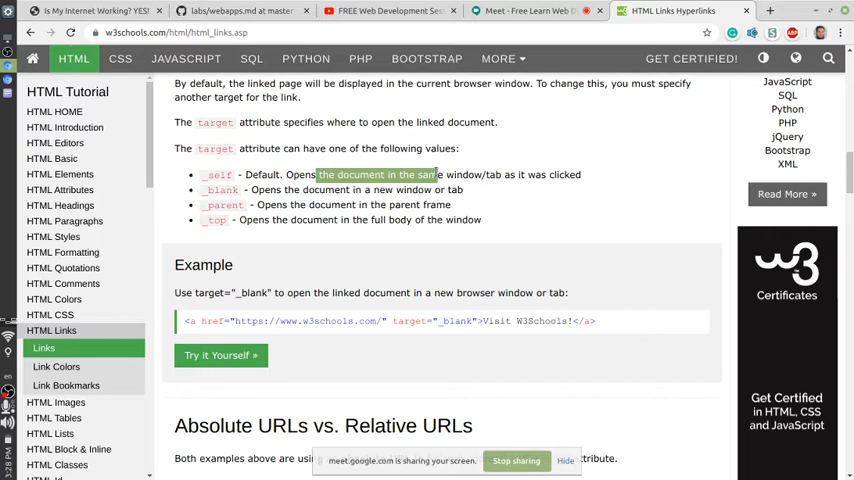 Is My Internet Working? YES!
labs/webapps.md at master
FREE Web Development Ses
Meet - Free Learn Web D
HTML Links Hyperlinks
w3schools.com/html/html_links.asp
HTML
CSS
JAVASCRIPT
SQL
PYTHON
PHP
BOOTSTRAP
MORE
GET CERTIFIED!
HTML Tutorial
HTML HOME
HTML Introduction
HTML Editors
HTML Basic
HTML Elements
HTML Attributes
HTML Headings
HTML Paragraphs
HTML Styles
HTML Formatting
HTML Quotations
HTML Comments
HTML Colors
HTML CSS
HTML Links
Links
Link Colors
Link Bookmarks
HTML Images
HTML Tables
HTML Lists
HTML Block & Inline
HTML Classes
By default, the linked page will be displayed in the current browser window. To change this, you must specify
another target for the link.
The target attribute specifies where to open the linked document.
The target attribute can have one of the following values:
_self - Default. Opens the document in the same window/tab as it was clicked
_blank - Opens the document in a new window or tab
_parent - Opens the document in the parent frame
_top - Opens the document in the full body of the window
Example
Use target="_blank" to open the linked document in a new browser window or tab:
<a href="https://www.w3schools.com/" target="_blank">Visit W3Schools!</a>
Try it Yourself »
Absolute URLs vs. Relative URLs
Both examples above are using attribute.
meet.google.com is sharing your screen.
Stop sharing
Hide
JavaScript
SQL
Python
PHP
jQuery
Bootstrap
XML
Read More »
w3
Certificates
Get Certified
in HTML, CSS
and JavaScript
en
3:28 PM